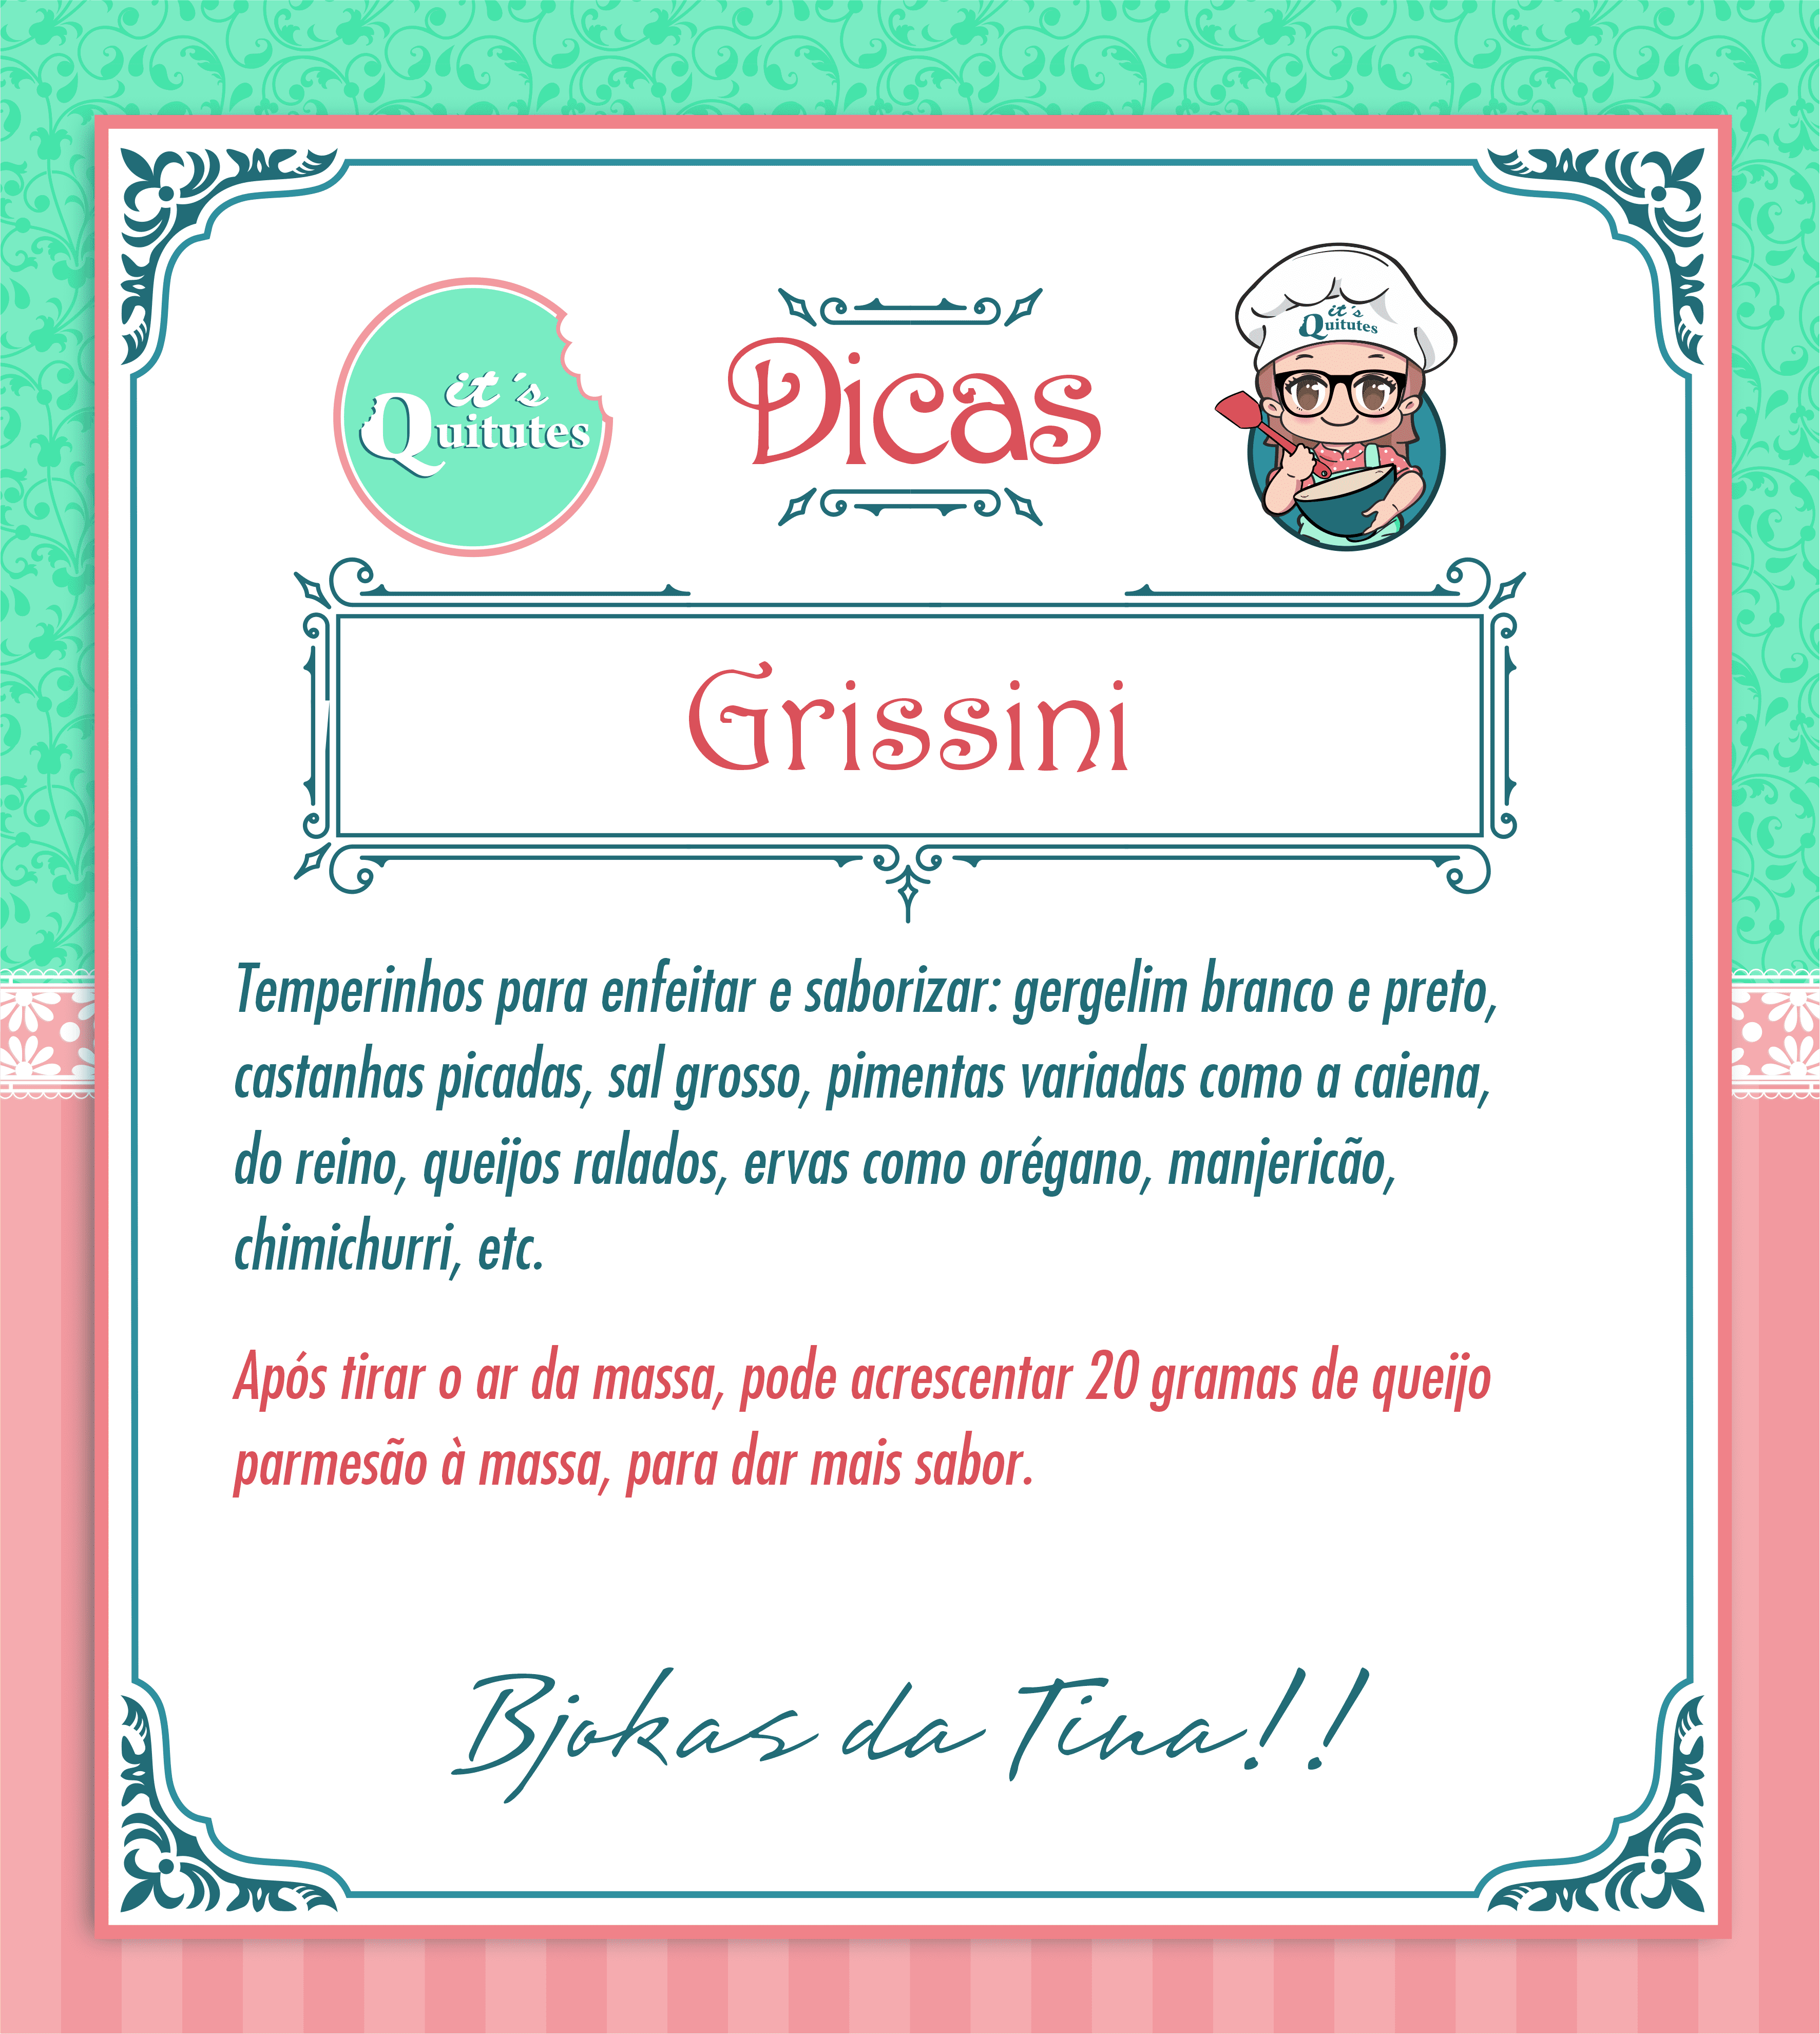 it´s
Quitutes
Dicas
it´s
Quitutes
Grissini
Temperinhos para enfeitar e saborizar: gergelim branco e preto,
castanhas picadas, sal grosso, pimentas variadas como a caiena,
do reino, queijos ralados, ervas como orégano, manjericão,
chimichurri, etc.
Após tirar o ar da massa, pode acrescentar 20 gramas de queijo
parmesão à massa, para dar mais sabor.
Bjokas da Tina!!